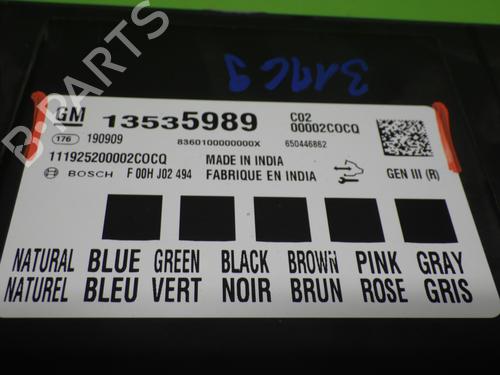 GM 13535989 C02
00002COCQ
176 190909 8360100000000X 650446862
111925200002COCQ MADE IN INDIA
BOSCH F 00H J02 494 FABRIQUE EN INDIA GEN III (R)
NATURAL BLUE GREEN BLACK BROWN PINK GRAY
NATUREL BLEU VERT NOIR BRUN ROSE GRIS